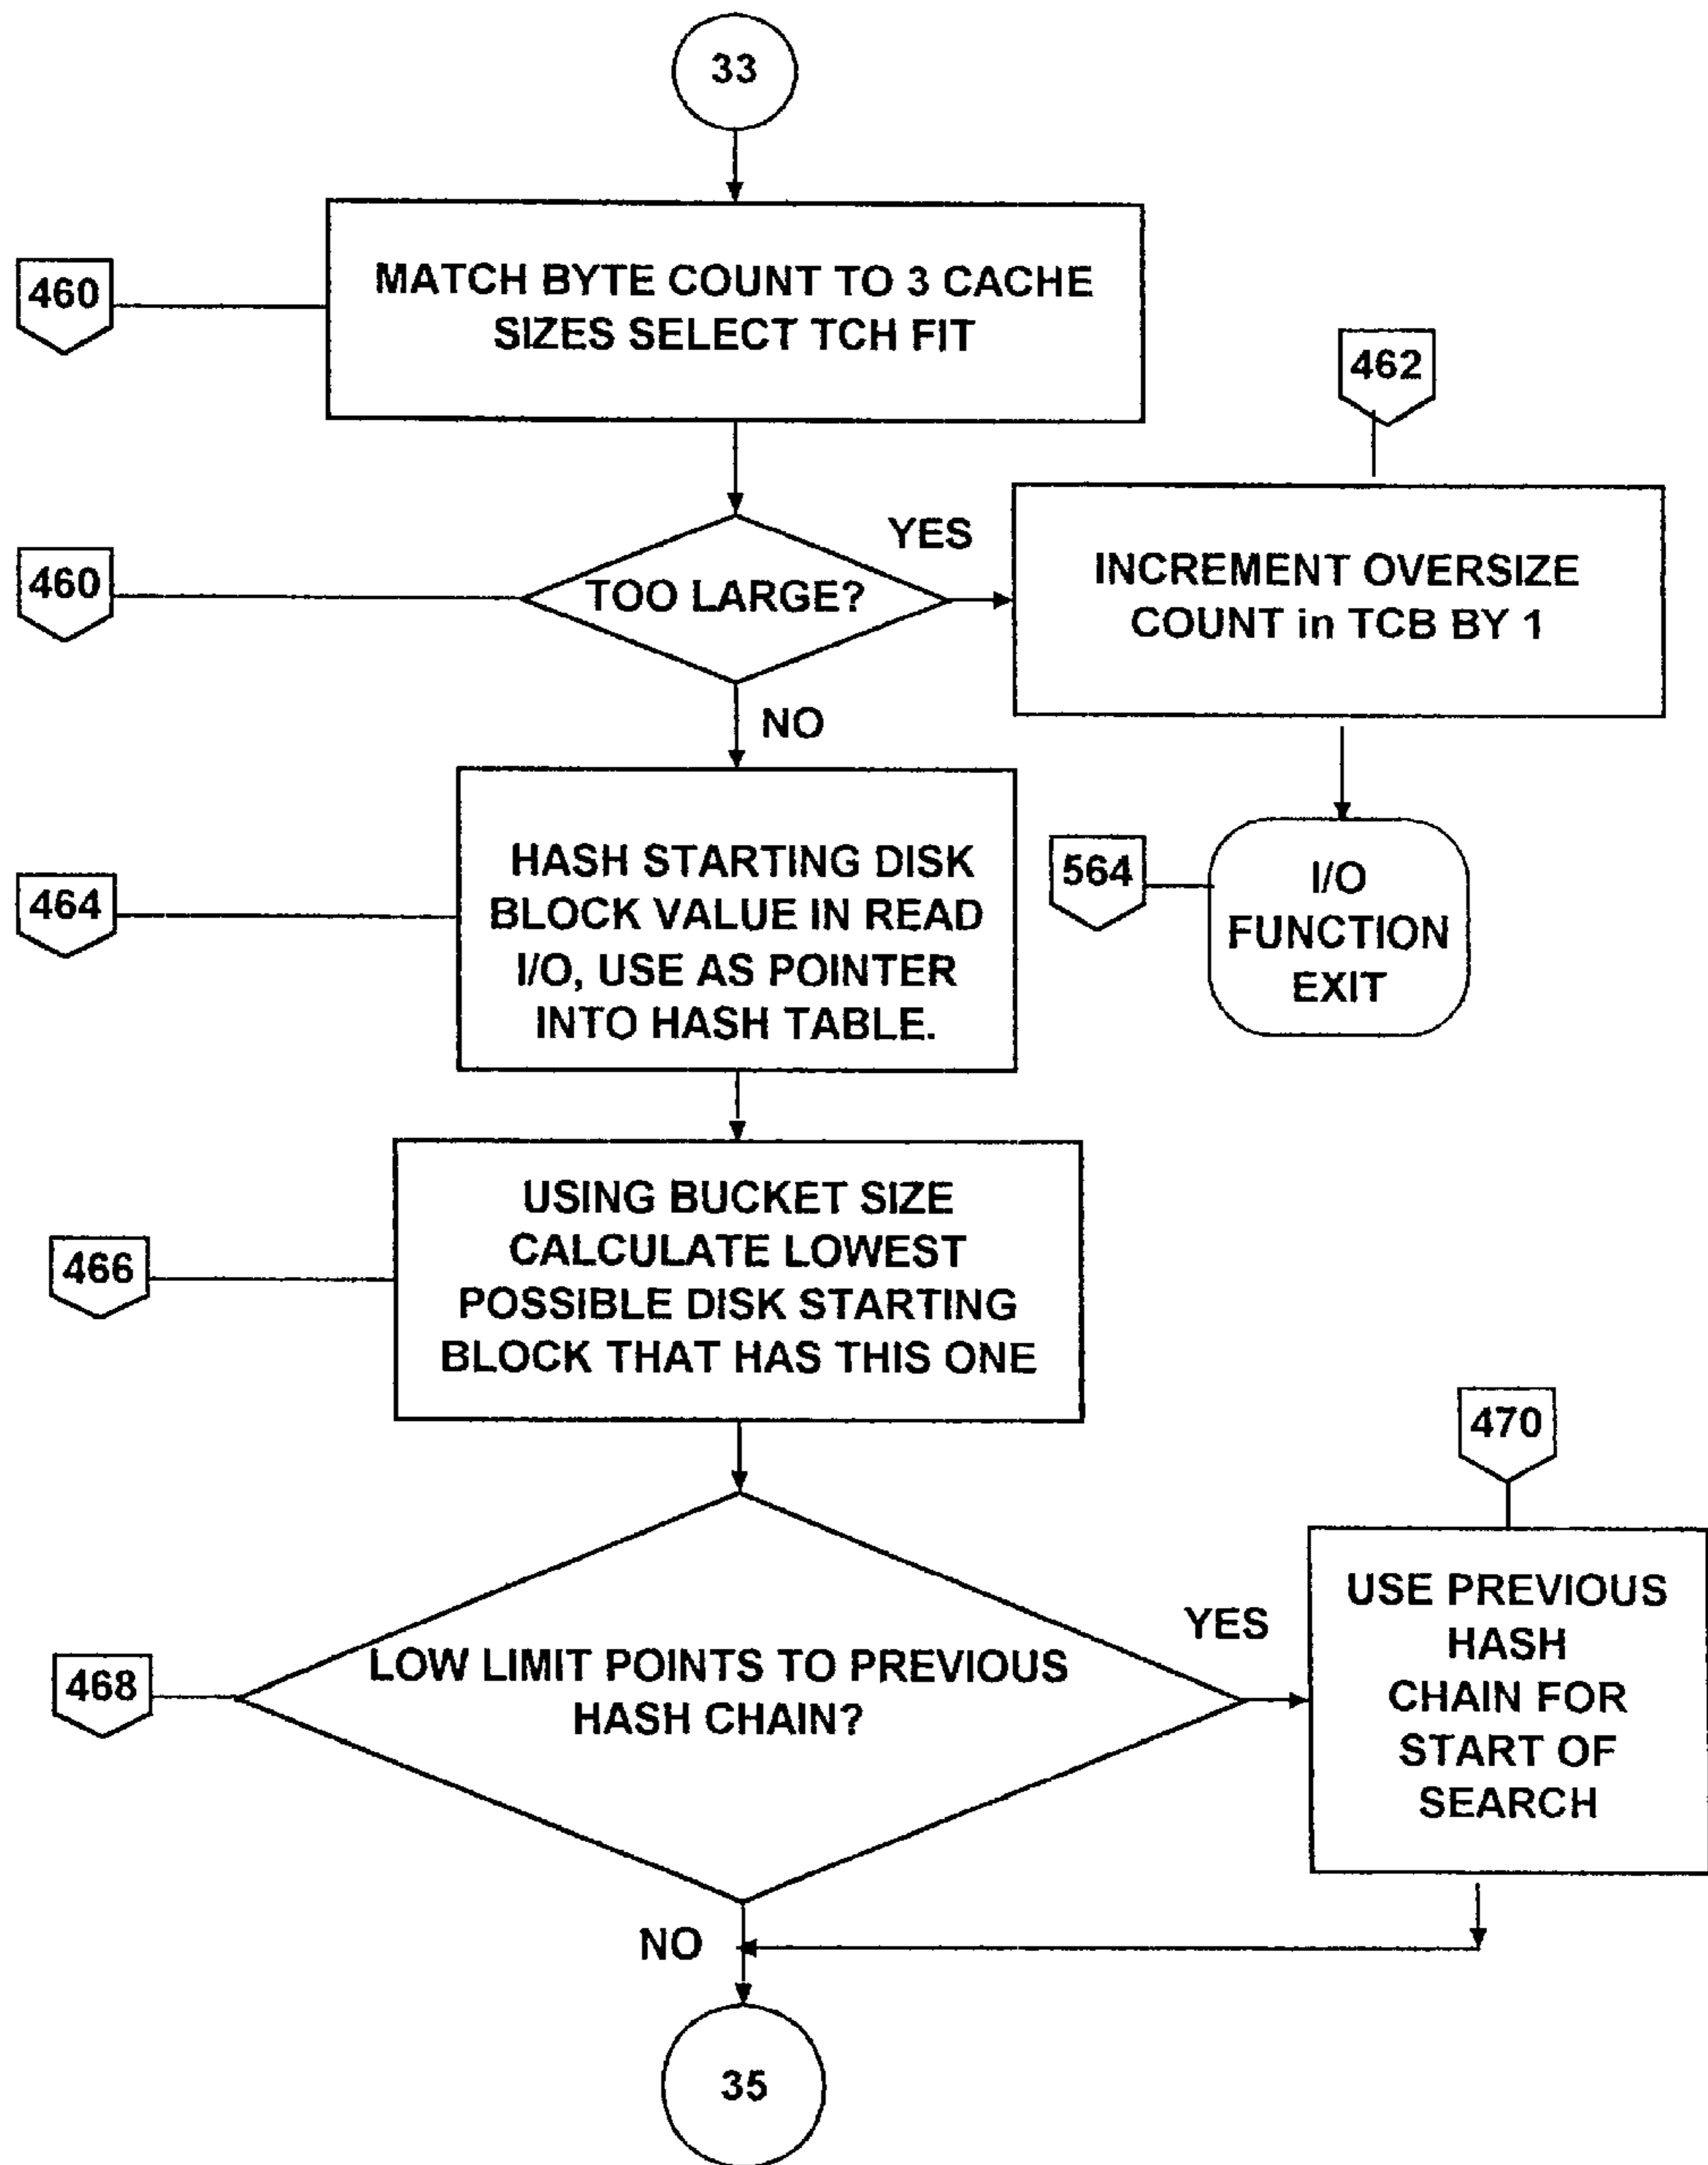 33
460
MATCH BYTE COUNT TO 3 CACHE
SIZES SELECT TCH FIT
462
460
TOO LARGE?
YES
INCREMENT OVERSIZE
COUNT in TCB BY 1
NO
564
I/O
FUNCTION
EXIT
464
HASH STARTING DISK
BLOCK VALUE IN READ
I/O, USE AS POINTER
INTO HASH TABLE.
466
USING BUCKET SIZE
CALCULATE LOWEST
POSSIBLE DISK STARTING
BLOCK THAT HAS THIS ONE
470
468
LOW LIMIT POINTS TO PREVIOUS
HASH CHAIN?
YES
USE PREVIOUS
HASH
CHAIN FOR
START OF
SEARCH
NO
35